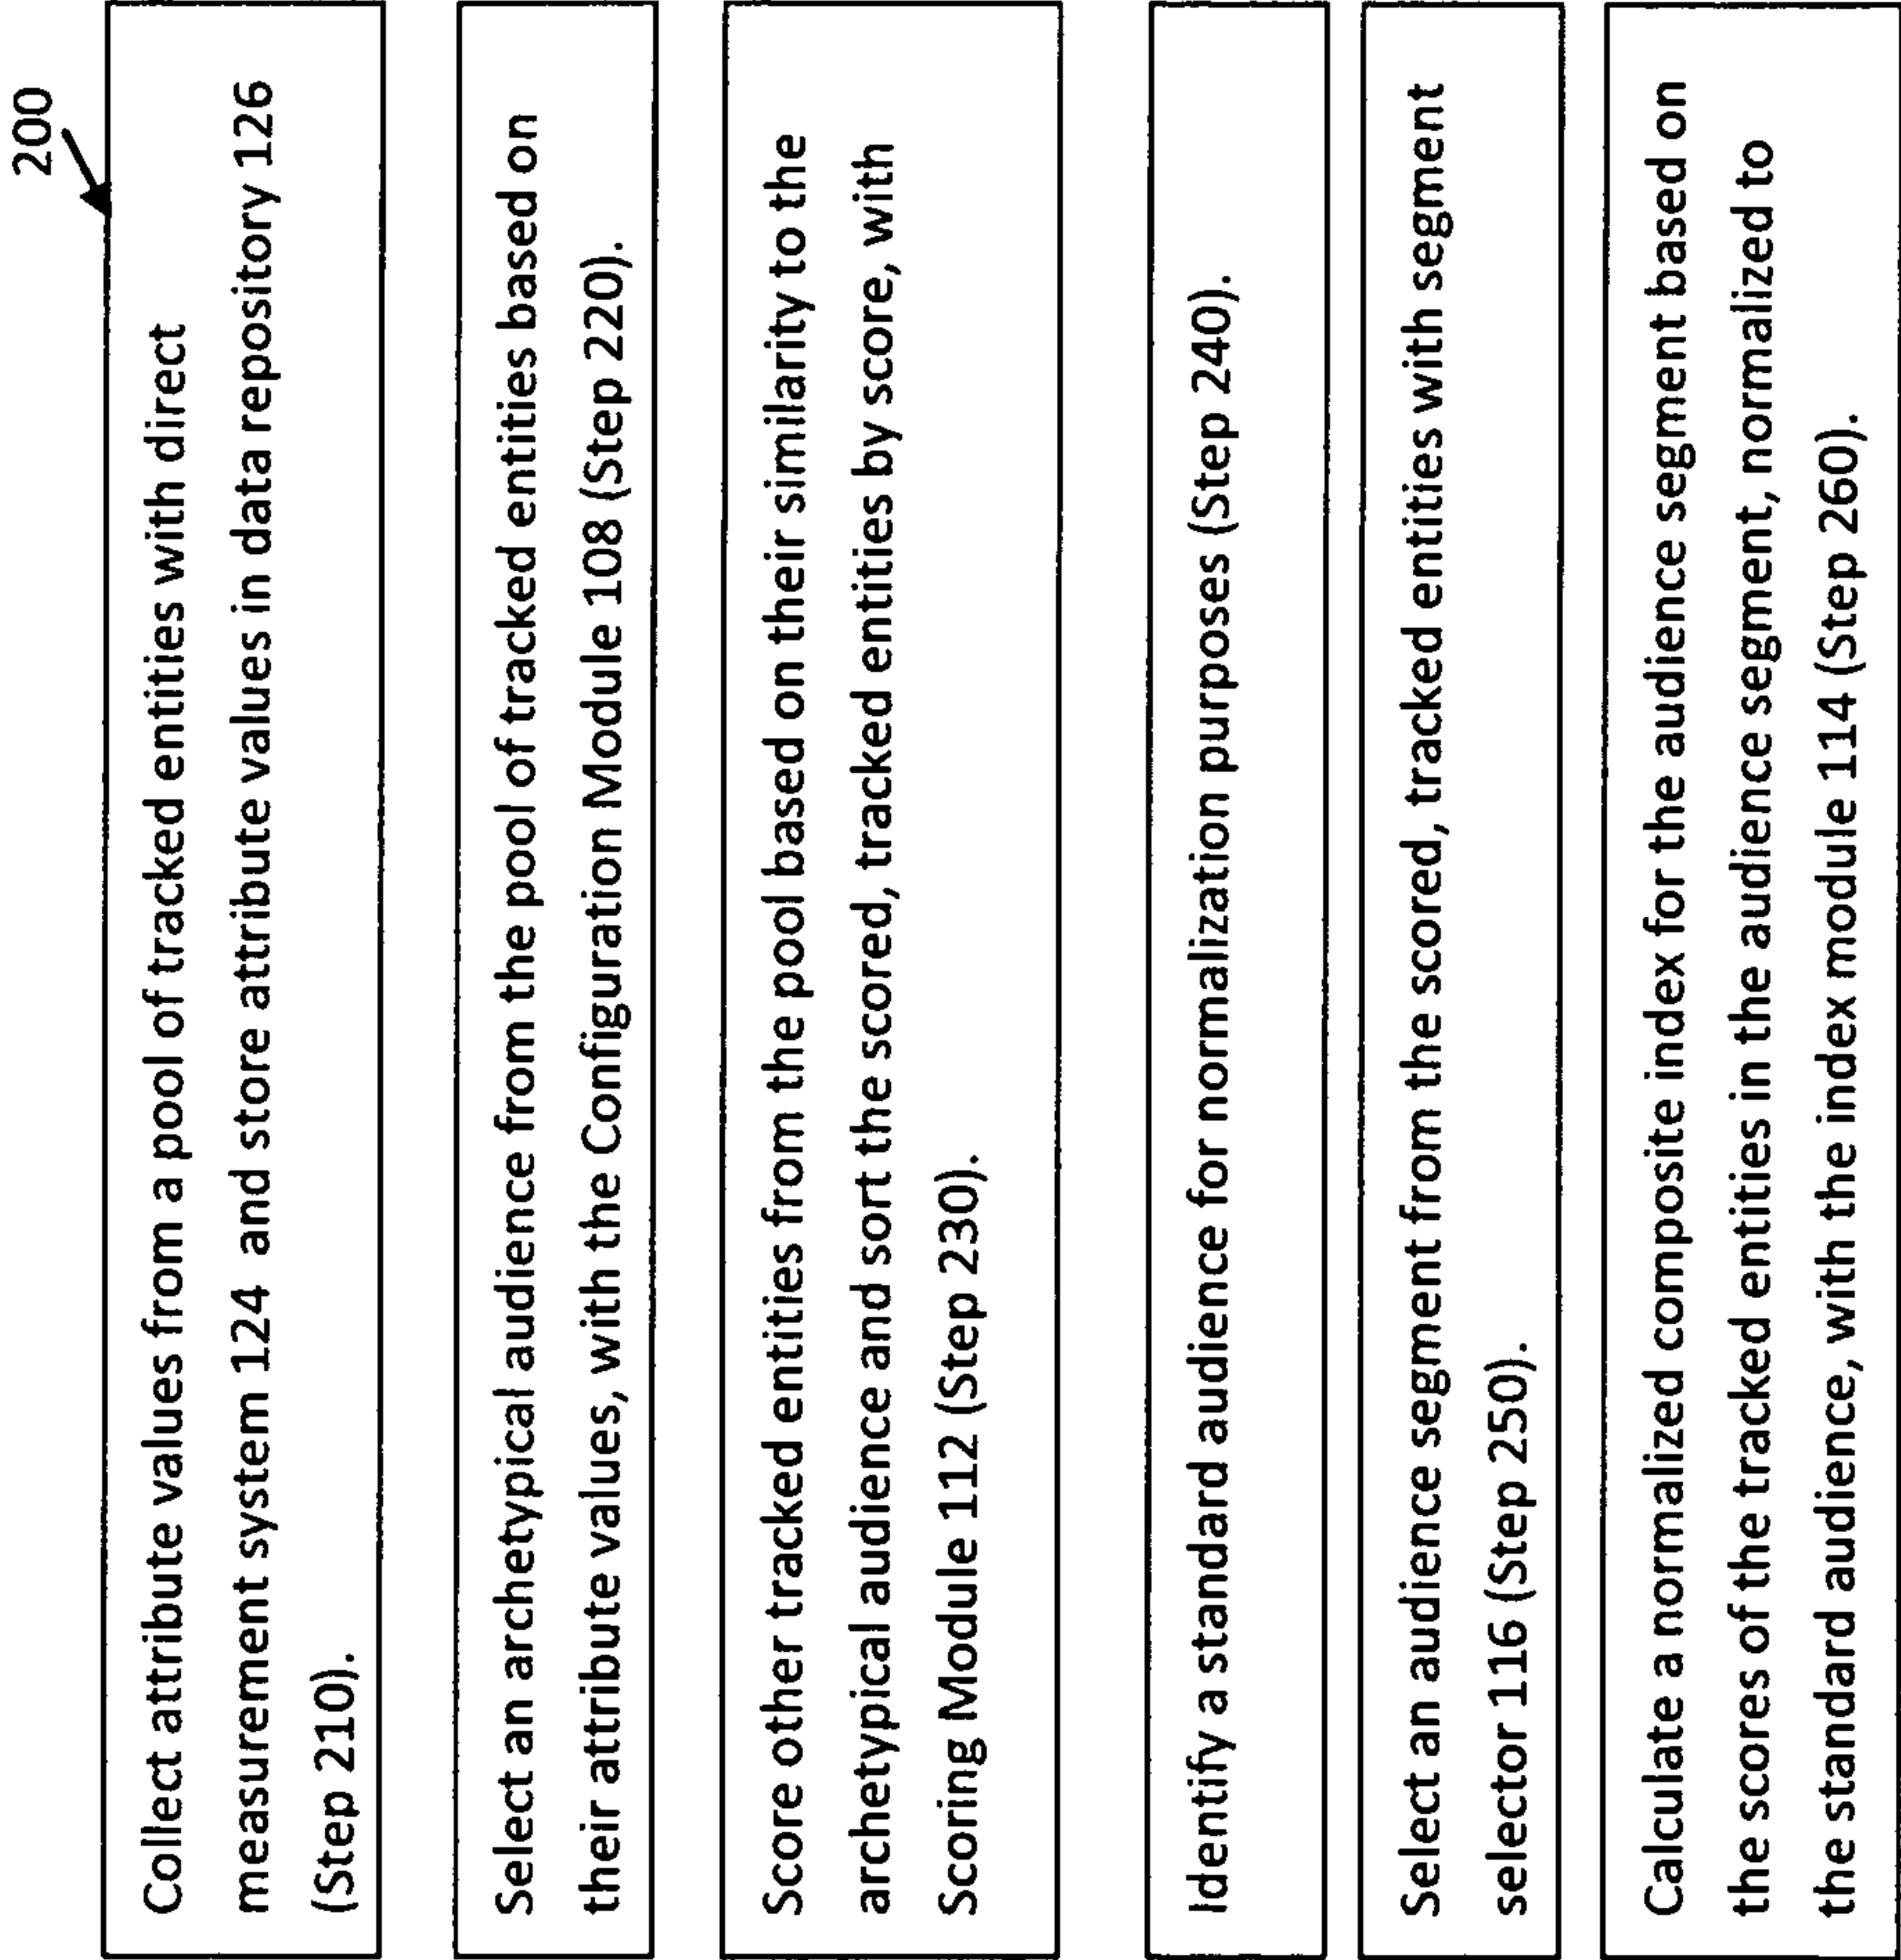 200
Collect attribute values from a pool of tracked entities with direct
measurement system 124 and store attribute values in data repository 126
(Step 210).
Select an archetypical audience from the pool of tracked entities based on
their attribute values, with the Configuration Module 108 (Step 220).
Score other tracked entities from the pool based on their similarity to the
archetypical audience and sort the scored, tracked entities by score, with
Scoring Module 112 (Step 230).
Identify a standard audience for normalization purposes (Step 240).
Select an audience segment from the scored, tracked entities with segment
selector 116 (Step 250).
Calculate a normalized composite index for the audience segment based on
the scores of the tracked entities in the audience segment, normalized to
the standard audience, with the index module 114 (Step 260).